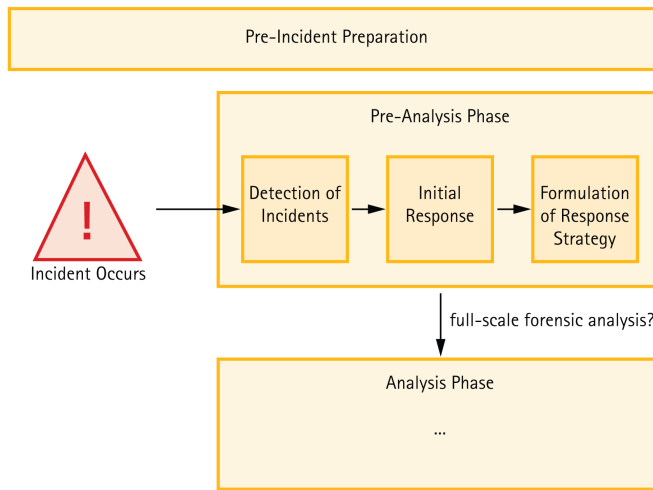 Pre-Incident Preparation
Pre-Analysis Phase
Detection of
Incidents
Initial
Response
Formulation
of Response
Strategy
!
Incident Occurs
full-scale forensic analysis?
Analysis Phase
...